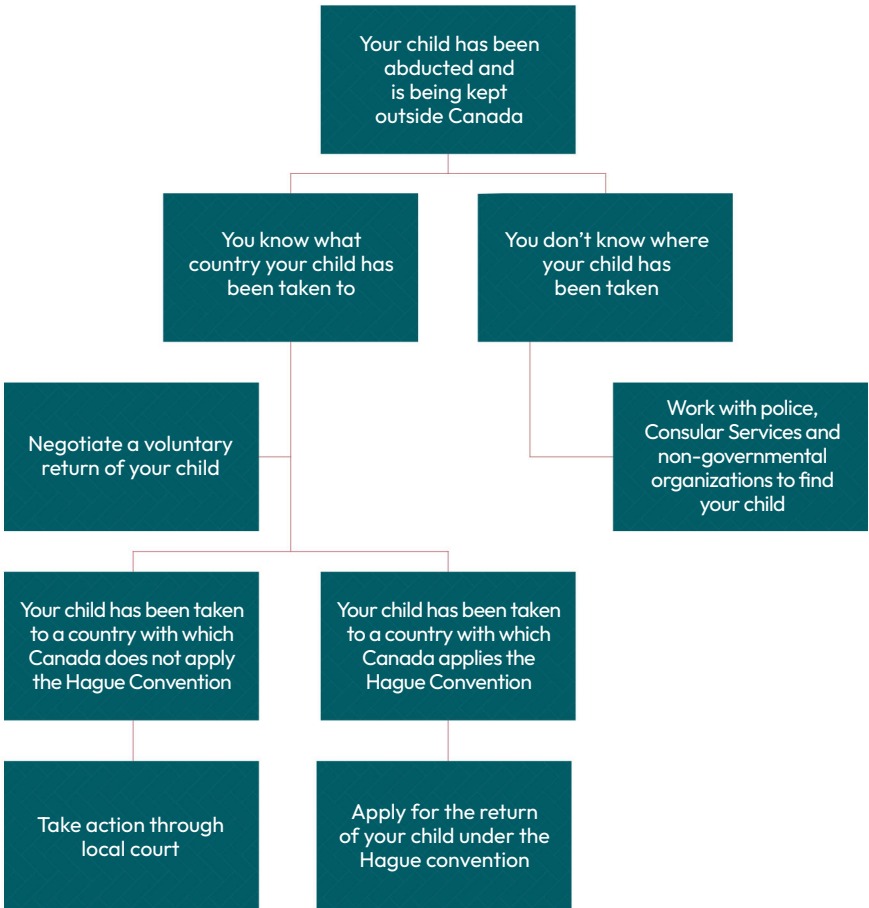 Your child has been
abducted and
is being kept
outside Canada
You know what
country your child has
been taken to
You don’t know where
your child has
been taken
Negotiate a voluntary
return of your child
Work with police,
Consular Services and
non-governmental
organizations to find
your child
Your child has been taken
to a country with which
Canada does not apply
the Hague Convention
Your child has been taken
to a country with which
Canada applies the
Hague Convention
Take action through
local court
Apply for the return
of your child under the
Hague convention